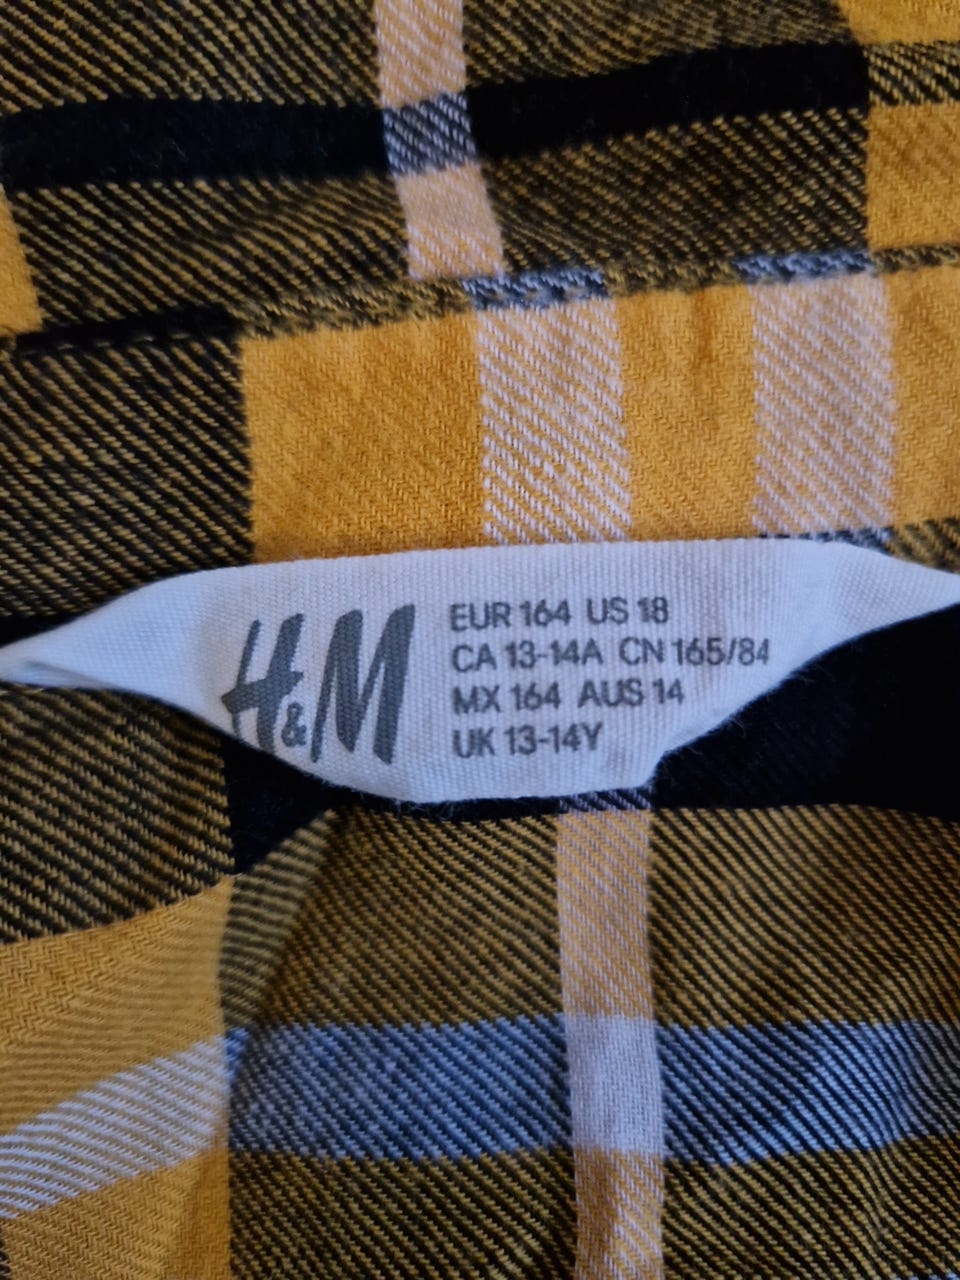 H&M
EUR 164 US 18
CA 13-14A CN 165/84
MX 164 AUS 14
UK 13-14Y